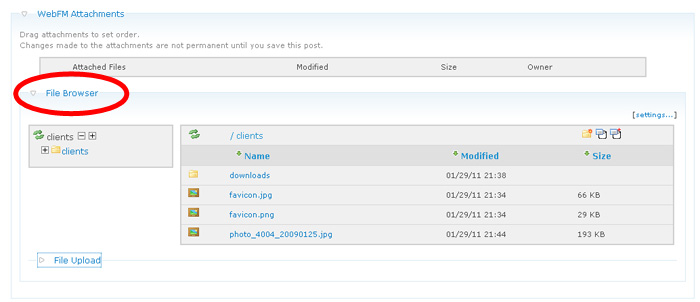 WebFM Attachments
Drag attachments to set order.
Changes made to the attachments are not permanent until you save this post.
Attached Files Modified Size Owner
File Browser
[settings...]
clients
clients
/ clients
Name Modified Size
downloads 01/29/11 21:38
favicon.jpg 01/29/11 21:34 66 KB
favicon.png 01/29/11 21:34 29 KB
photo_4004_20090125.jpg 01/29/11 21:44 193 KB
File Upload